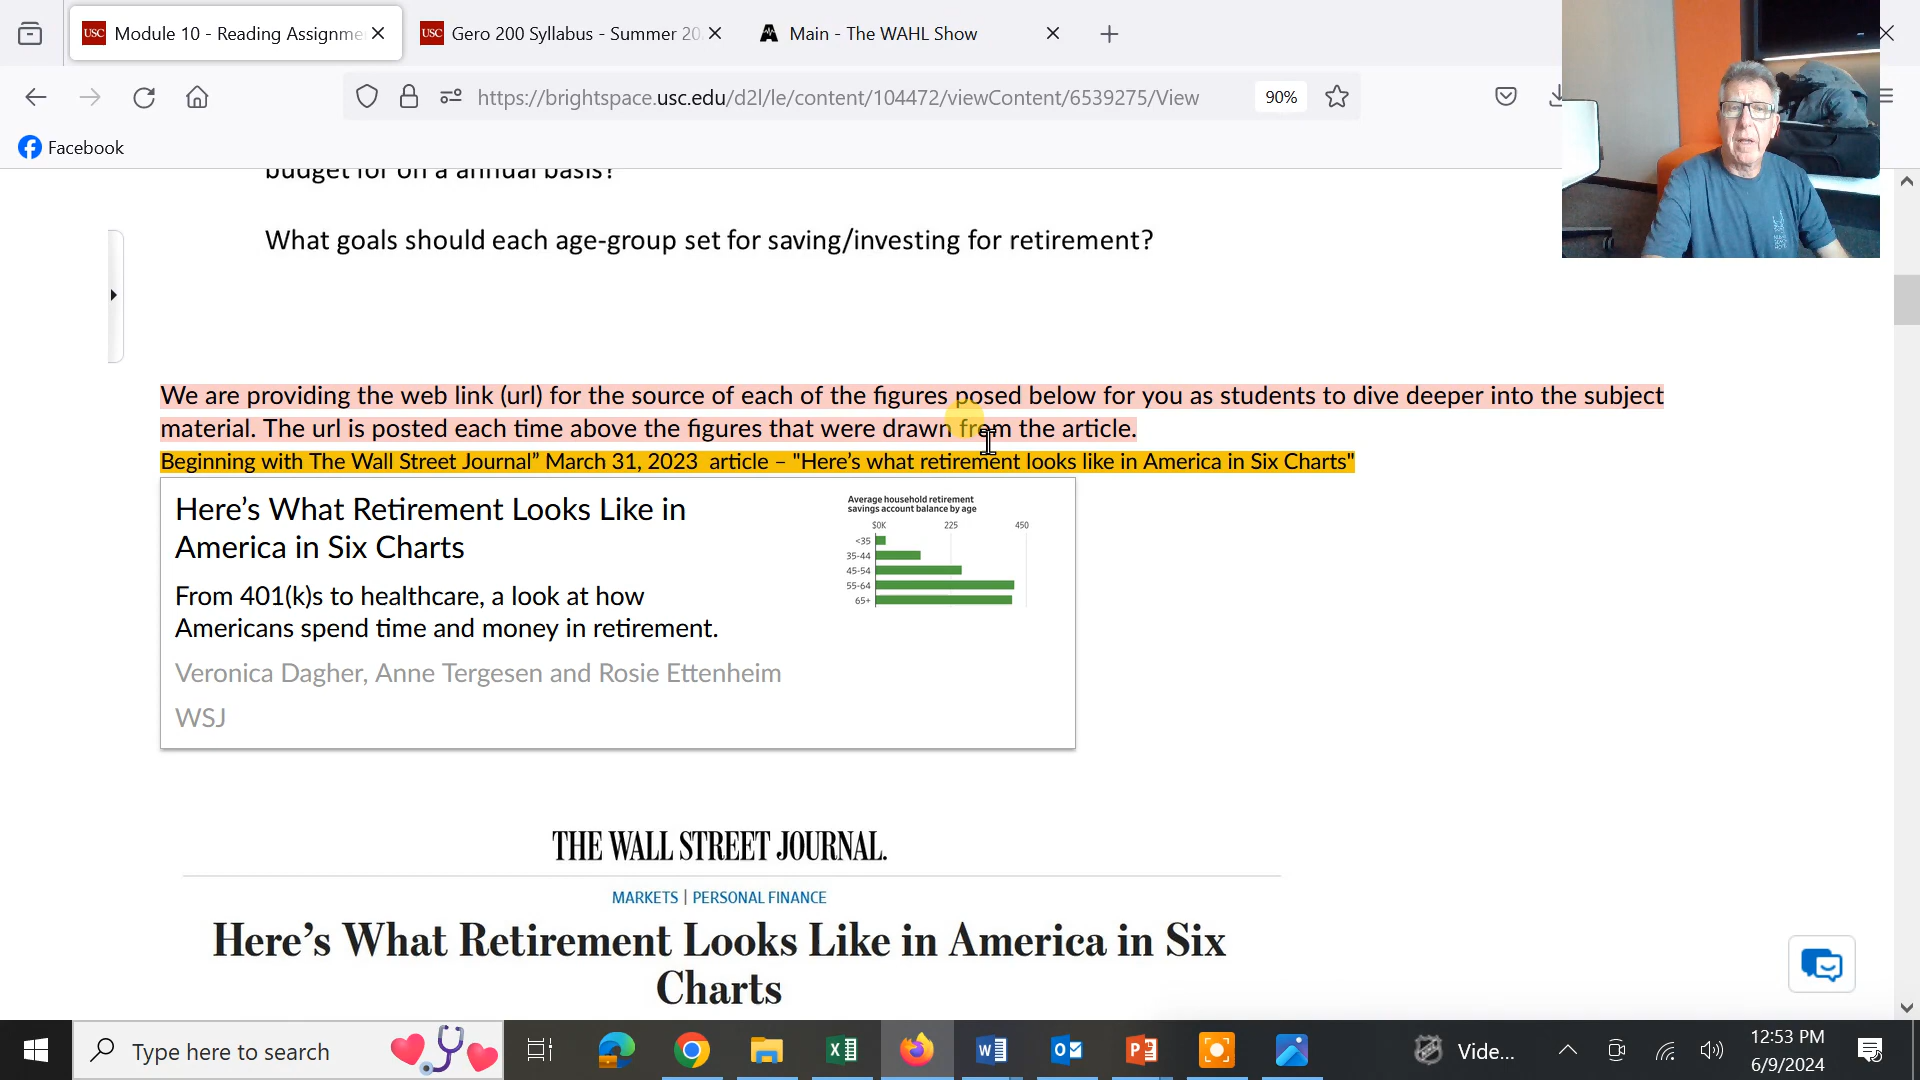 USC Module 10 - Reading Assignme
USC Gero 200 Syllabus - Summer 20
Main - The WAHL Show
https://brightspace.usc.edu/d2l/le/content/104472/viewContent/6539275/View
90%
Facebook
budget for on a annual basis?
What goals should each age-group set for saving/investing for retirement?
We are providing the web link (url) for the source of each of the figures posed below for you as students to dive deeper into the subject
material. The url is posted each time above the figures that were drawn from the article.
Beginning with The Wall Street Journal” March 31, 2023 article – "Here’s what retirement looks like in America in Six Charts"
Here’s What Retirement Looks Like in
America in Six Charts
From 401(k)s to healthcare, a look at how
Americans spend time and money in retirement.
Veronica Dagher, Anne Tergesen and Rosie Ettenheim
WSJ
Average household retirement
savings account balance by age
$0K 225 450
<35
35-44
45-54
55-64
65+
THE WALL STREET JOURNAL.
MARKETS | PERSONAL FINANCE
Here’s What Retirement Looks Like in America in Six
Charts
Type here to search
Vide...
12:53 PM
6/9/2024